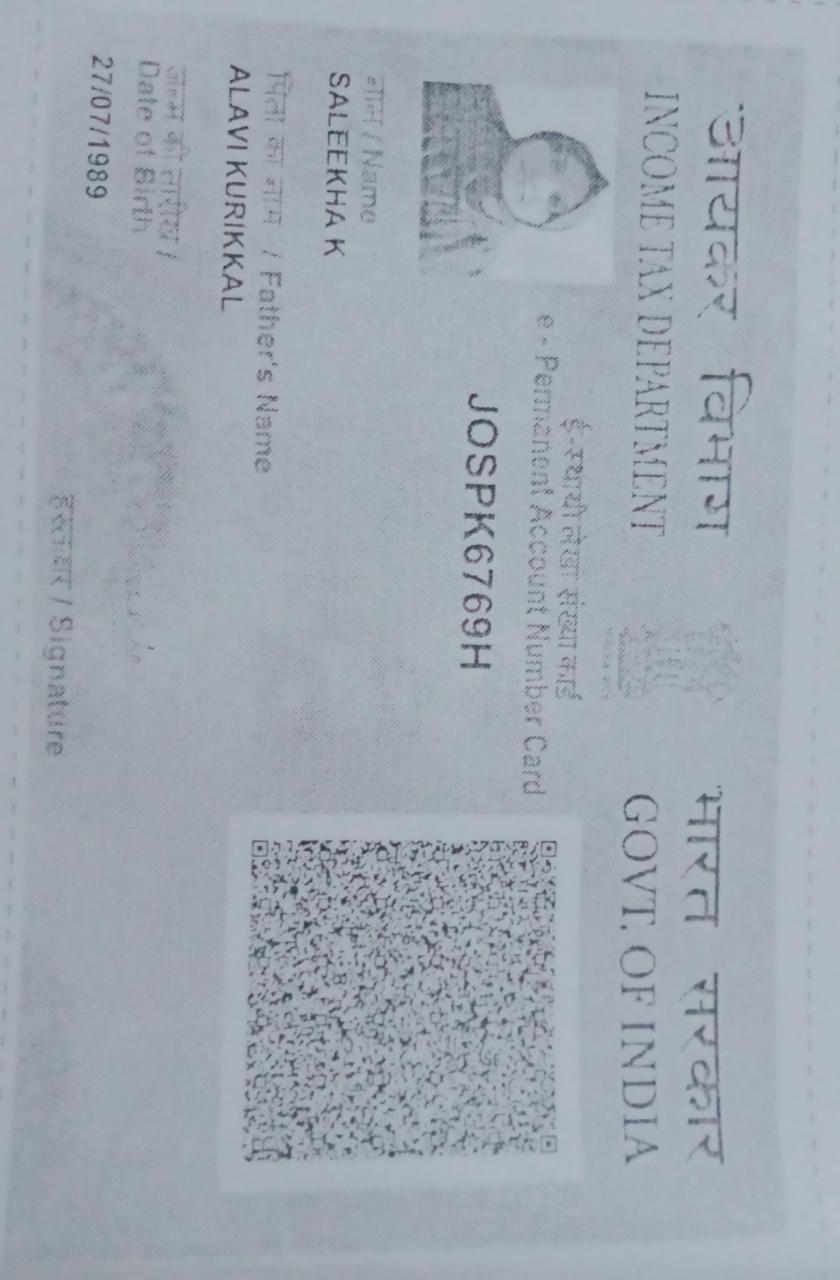 आयकर विभाग
INCOME TAX DEPARTMENT
भारत सरकार
GOVT. OF INDIA
ई-स्थायी लेखा संख्या कार्ड
e - Permanent Account Number Card
JOSPK6769H
नाम / Name
SALEEKHA K
पिता का नाम / Father's Name
ALAVI KURIKKAL
जन्म की तारीख /
Date of Birth
27/07/1989
हस्ताक्षर / Signature